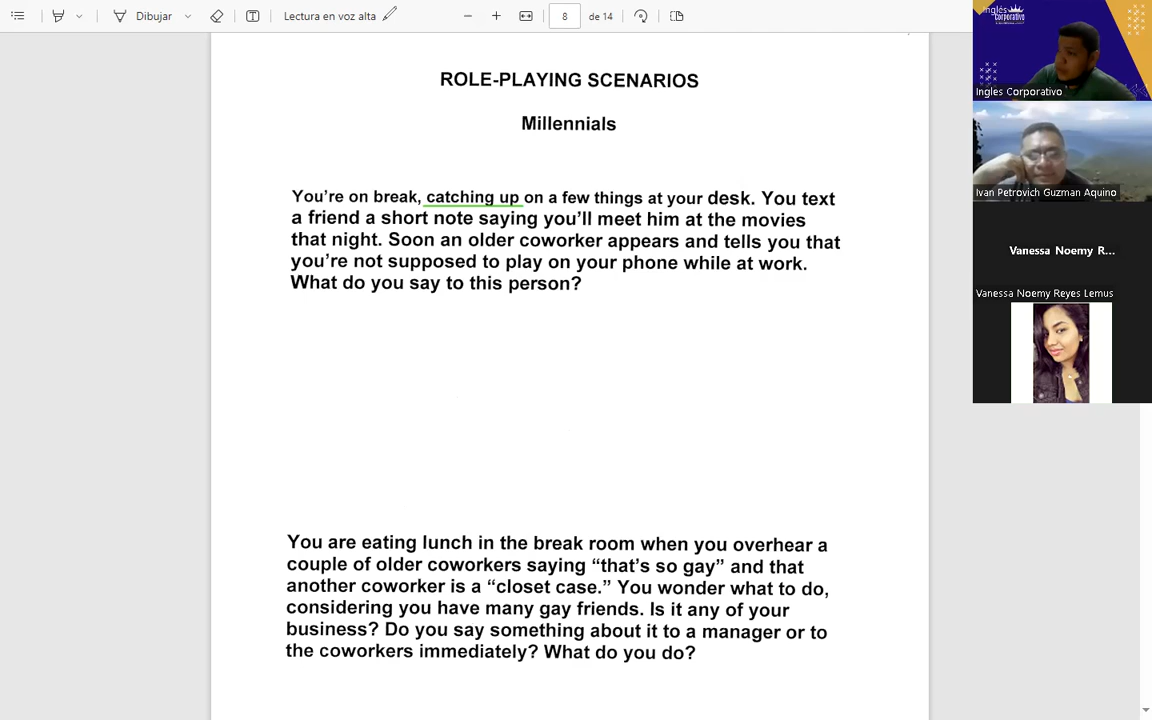 Dibujar
Lectura en voz alta
8
de 14
ROLE-PLAYING SCENARIOS
Millennials
You're on break, catching up on a few things at your desk. You text
a friend a short note saying you'll meet him at the movies
that night. Soon an older coworker appears and tells you that
you're not supposed to play on your phone while at work.
What do you say to this person?
You are eating lunch in the break room when you overhear a
couple of older coworkers saying “that's so gay” and that
another coworker is a “closet case.” You wonder what to do,
considering you have many gay friends. Is it any of your
business? Do you say something about it to a manager or to
the coworkers immediately? What do you do?
Inglés
Corporativo
Ingles Corporativo
Ivan Petrovich Guzman Aquino
Vanessa Noemy R...
Vanessa Noemy Reyes Lemus